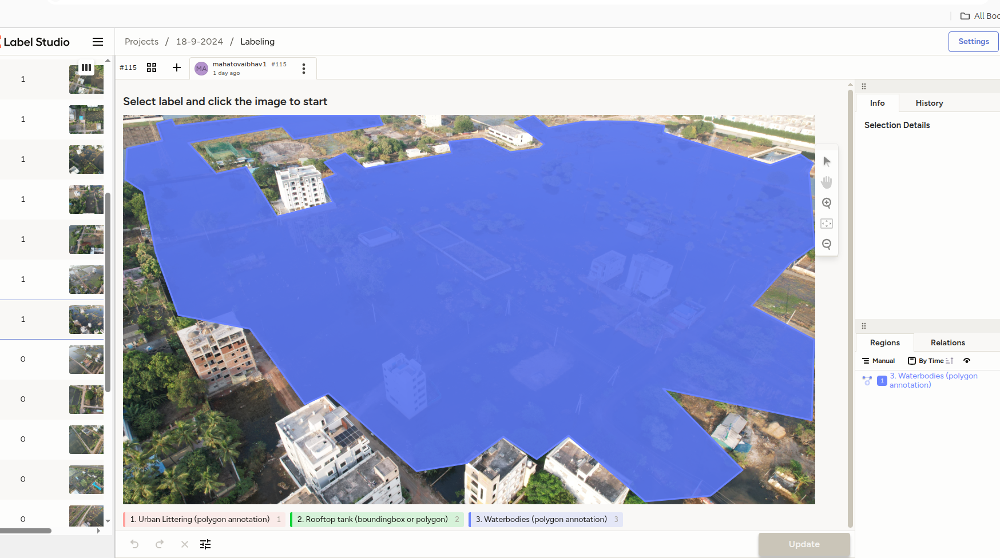 All Boo
Label Studio
Projects / 18-9-2024 / Labeling
Settings
#115
MA
mahatovaibhav1 #115
1 day ago
1
1
1
1
1
1
1
0
0
0
0
0
Select label and click the image to start
1. Urban Littering (polygon annotation) 1
2. Rooftop tank (boundingbox or polygon) 2
3. Waterbodies (polygon annotation) 3
Update
Info
History
Selection Details
Regions
Relations
Manual
By Time
1
3. Waterbodies (polygon
annotation)